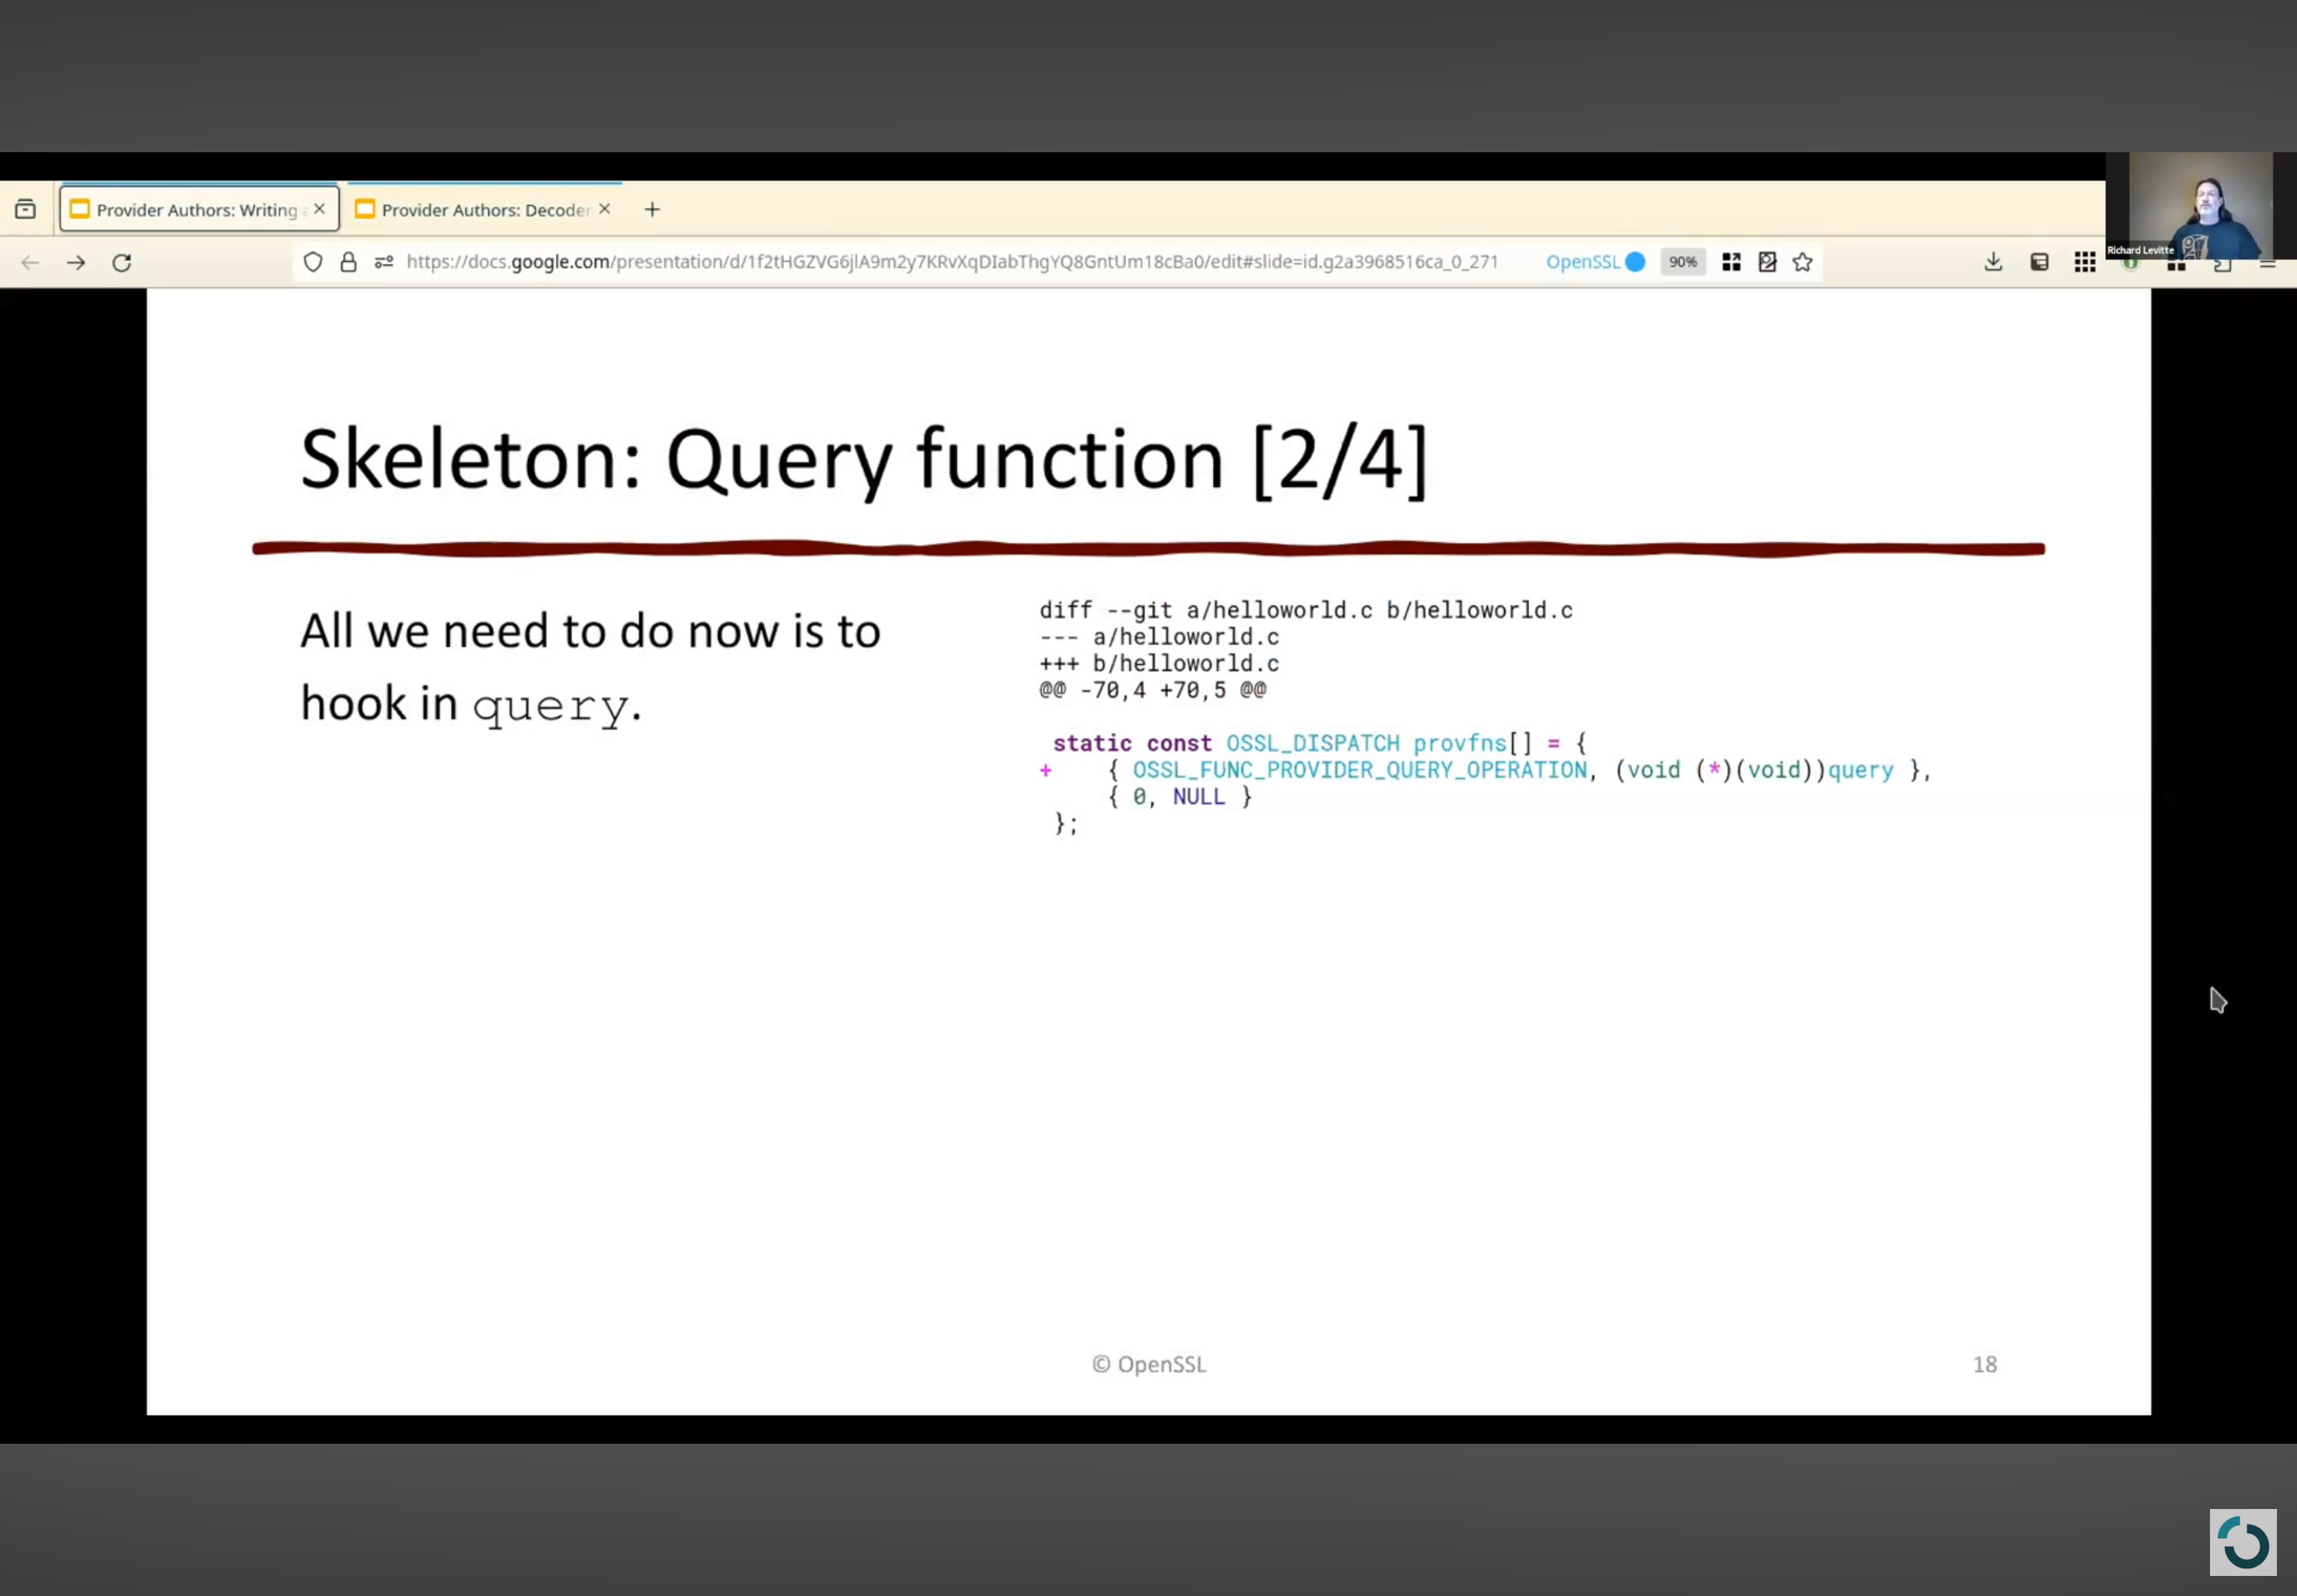 Provider Authors: Writing
Provider Authors: Decoder
https://docs.google.com/presentation/d/1f2tHGZVG6jlA9m2y7KRvXqDIabThgYQ8GntUm18cBa0/edit#slide=id.g2a3968516ca_0_271
OpenSSL
90%
Richard Levitte
Skeleton: Query function [2/4]
All we need to do now is to
hook in query.
diff --git a/helloworld.c b/helloworld.c
--- a/helloworld.c
+++ b/helloworld.c
@@ -70,4 +70,5 @@
 static const OSSL_DISPATCH provfns[] = {
+    { OSSL_FUNC_PROVIDER_QUERY_OPERATION, (void (*)(void))query },
     { 0, NULL }
 };
© OpenSSL
18